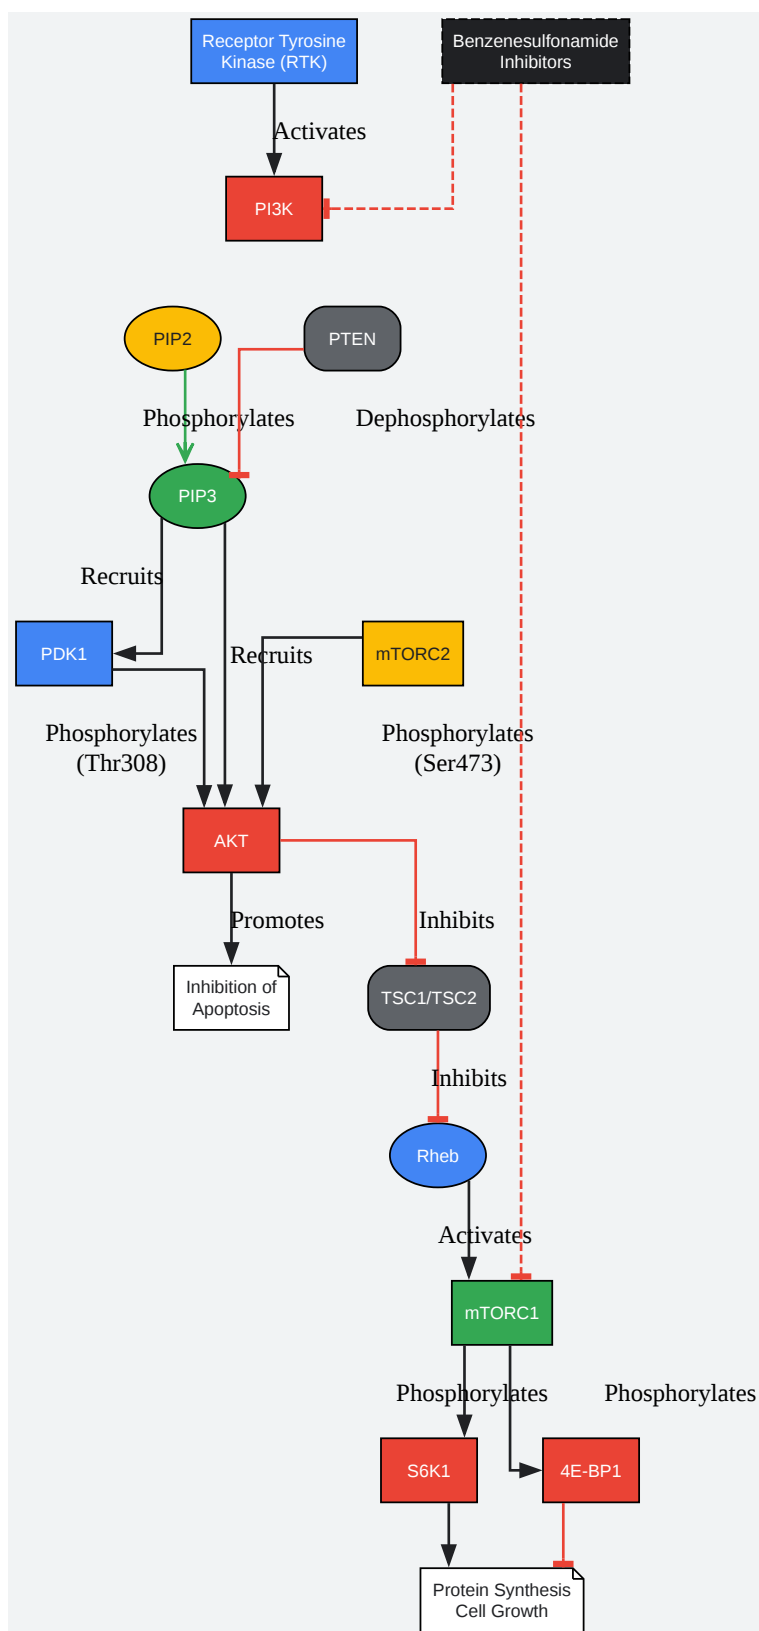 Receptor Tyrosine
Kinase (RTK)
Benzenesulfonamide
Inhibitors
Activates
PI3K
PIP2
PTEN
Phosphorylates
Dephosphorylates
PIP3
Recruits
PDK1
Recruits
mTORC2
Phosphorylates
(Thr308)
Phosphorylates
(Ser473)
AKT
Promotes
Inhibits
Inhibition of
Apoptosis
TSC1/TSC2
Inhibits
Rheb
Activates
mTORC1
Phosphorylates
Phosphorylates
S6K1
4E-BP1
Protein Synthesis
Cell Growth